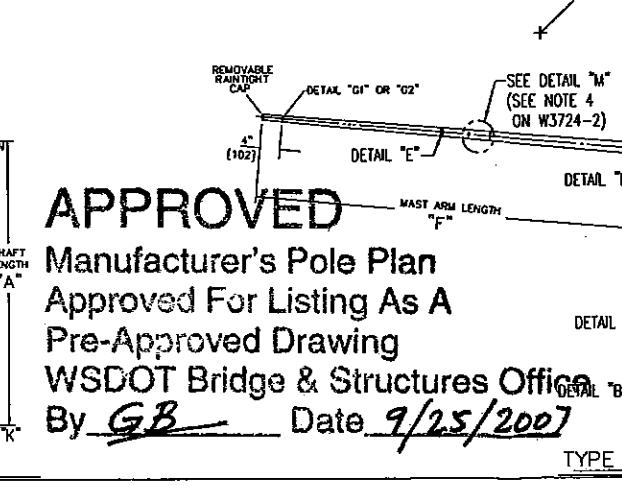 REMOVABLE
RAINTIGHT
CAP
DETAIL "G1" OR "G2"
SEE DETAIL "M"
(SEE NOTE 4
ON W3724-2)
4"
(102)
DETAIL "E"
DETAIL
MAST ARM LENGTH
"F"
APPROVED
"A"
Manufacturer's Pole Plan
Approved For Listing As A
Pre-Approved Drawing
WSDOT Bridge & Structures Office
DETAIL
DETAIL "B
"K"
By GB Date 9/25/2007
TYPE